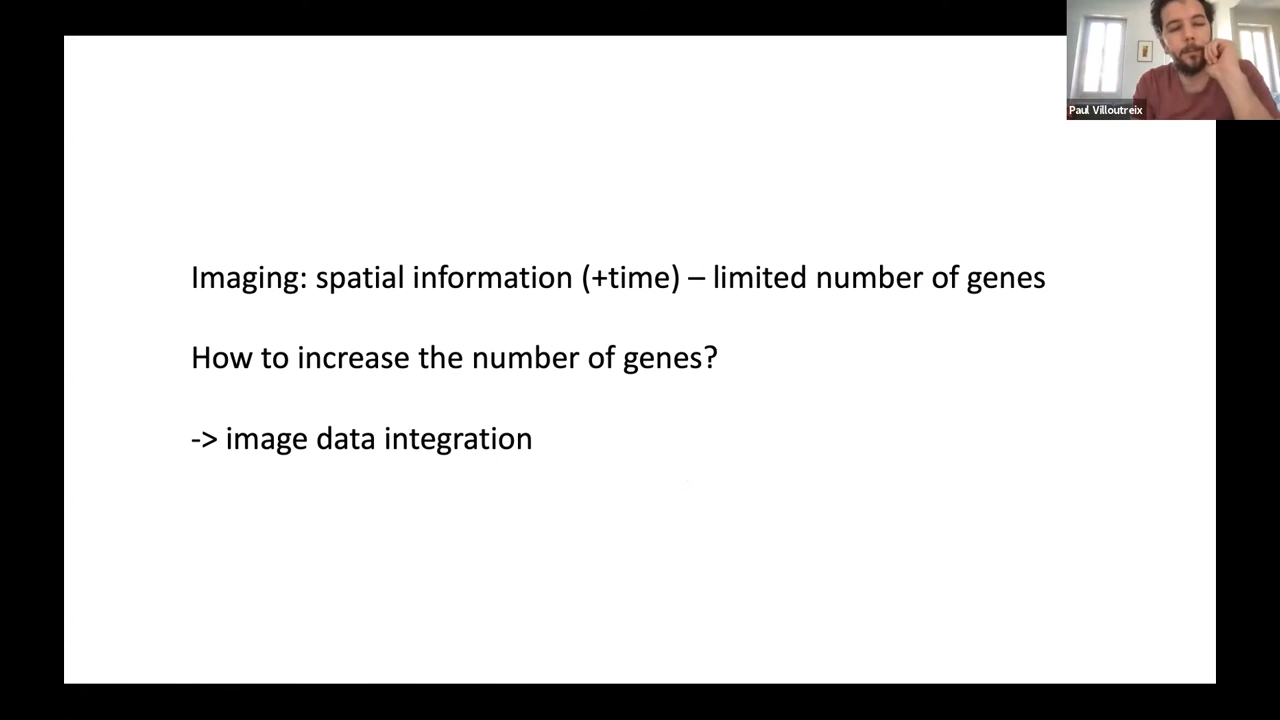 Paul Villoutreix
Imaging: spatial information (+time) – limited number of genes
How to increase the number of genes?
-> image data integration